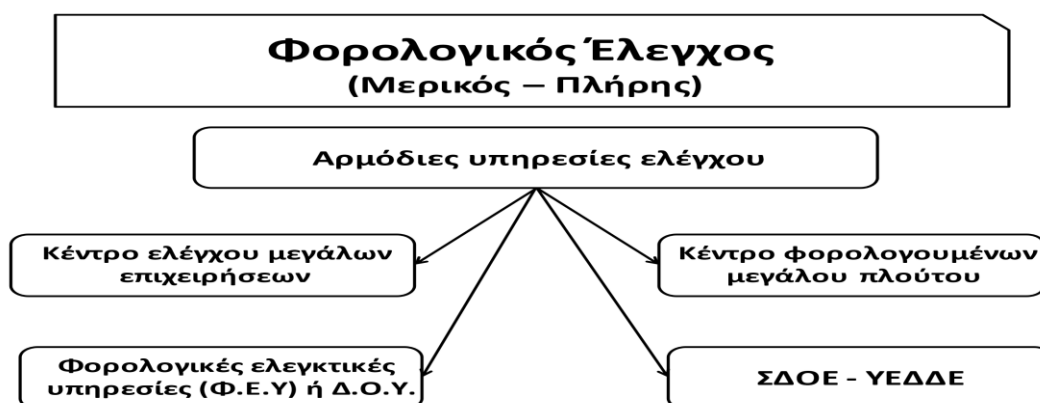 Φορολογικός Έλεγχος
(Μερικός – Πλήρης)
Αρμόδιες υπηρεσίες ελέγχου
Κέντρο ελέγχου μεγάλων
επιχειρήσεων
Κέντρο φορολογουμένων
μεγάλου πλούτου
Φορολογικές ελεγκτικές
υπηρεσίες (Φ.Ε.Υ) ή Δ.Ο.Υ.
ΣΔΟΕ - ΥΕΔΔΕ